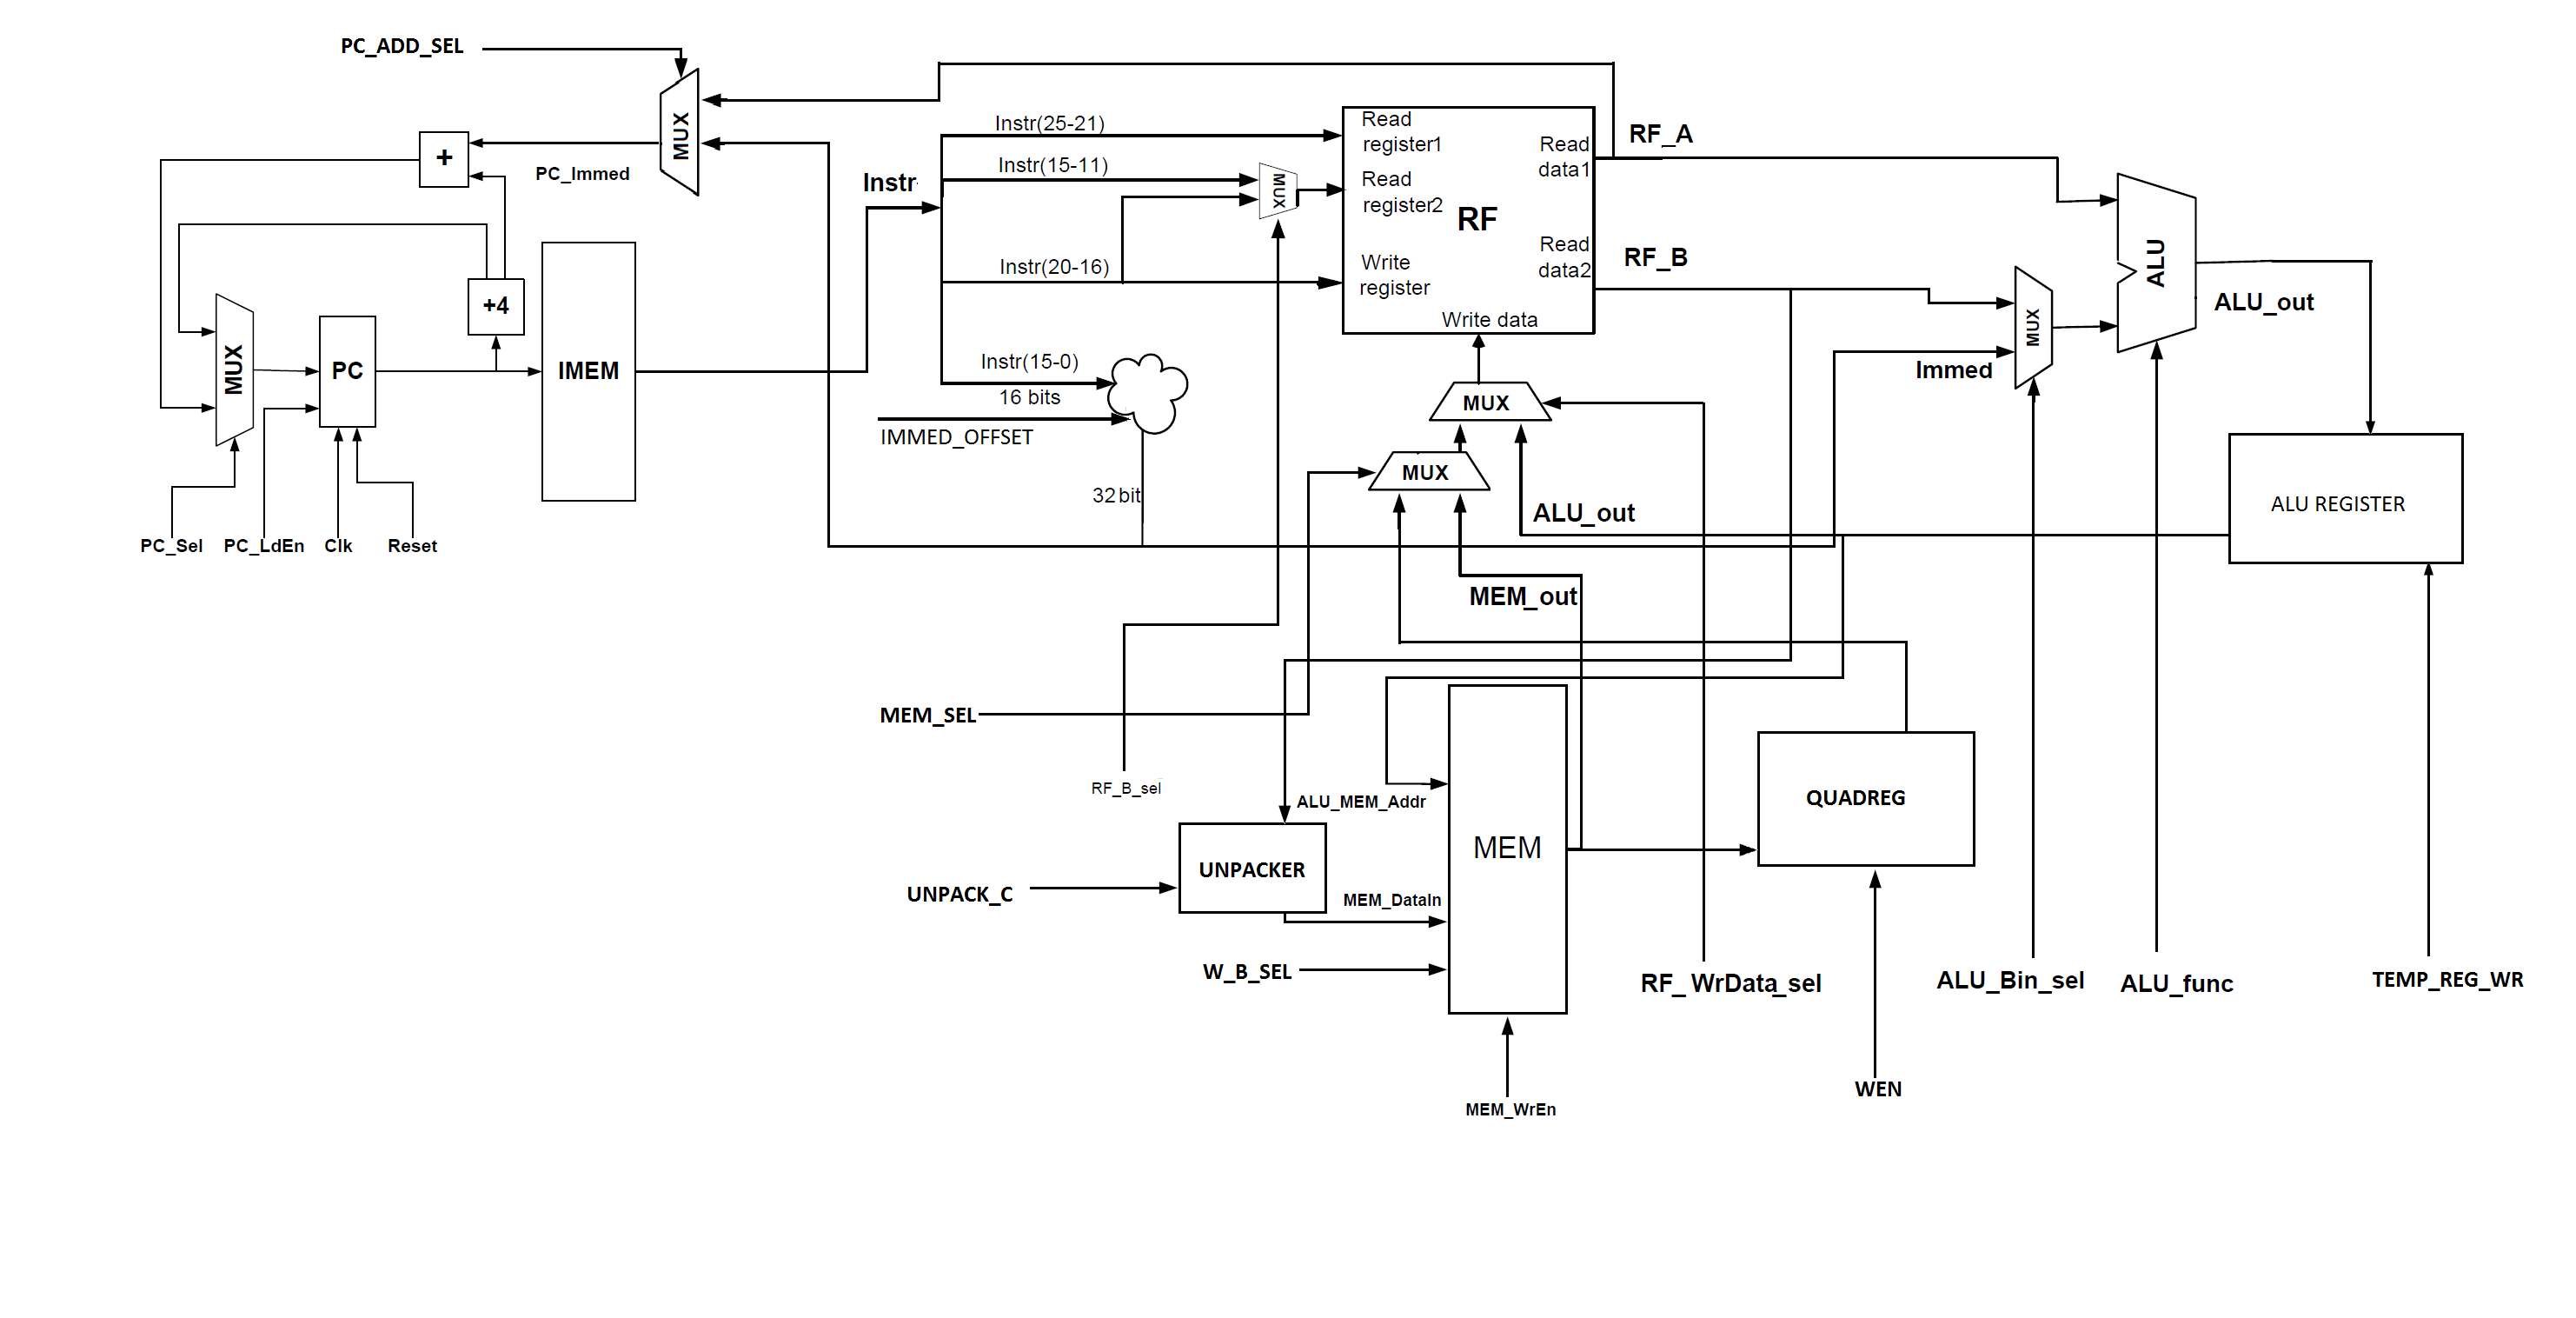 PC_ADD_SEL
MUX
+
PC_Immed
+4
MUX
PC
IMEM
PC_Sel
PC_LdEn
Clk
Reset
Instr
Instr(25-21)
Instr(15-11)
MUX
Instr(20-16)
Instr(15-0)
16 bits
IMMED_OFFSET
32 bit
Read
register1
Read
register2
RF
Write
register
Write data
Read
data1
Read
data2
RF_A
RF_B
MUX
MUX
ALU_out
MEM_out
Immed
MUX
ALU
ALU_out
ALU REGISTER
MEM_SEL
RF_B_sel
ALU_MEM_Addr
UNPACKER
UNPACK_C
MEM_DataIn
W_B_SEL
MEM
MEM_WrEn
QUADREG
WEN
RF_ WrData_sel
ALU_Bin_sel
ALU_func
TEMP_REG_WR